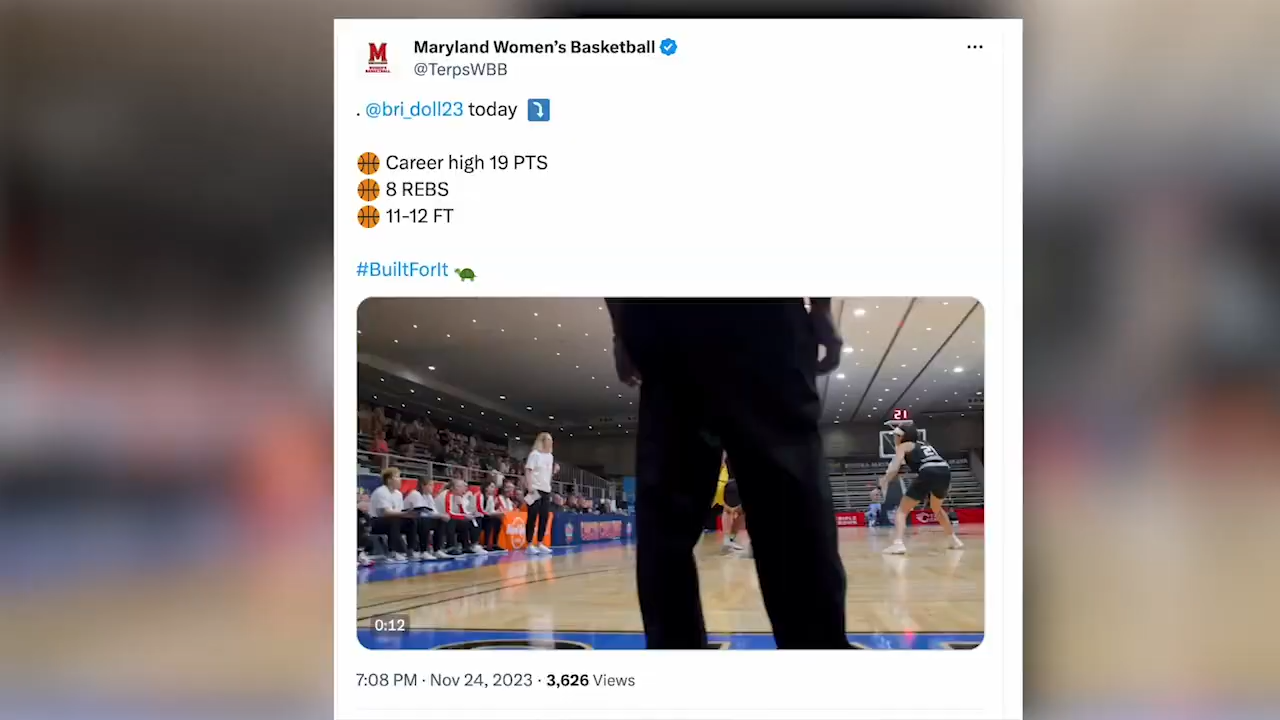 Maryland Women's Basketball
@TerpsWBB
. @bri_doll23 today
Career high 19 PTS
8 REBS
11-12 FT
#BuiltForIt
21
0:12
7:08 PM · Nov 24, 2023 · 3,626 Views